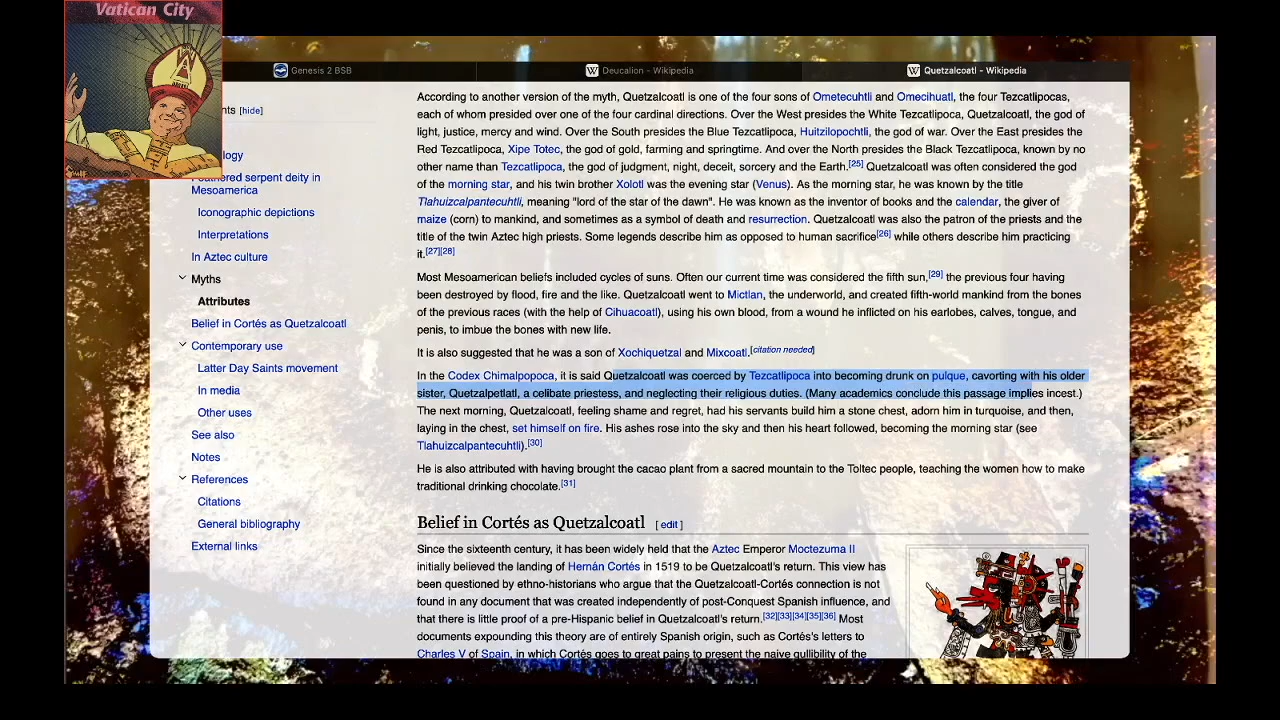 Vatican City
Genesis 2 BSB
Deucalion - Wikipedia
Quetzalcoatl - Wikipedia
[hide]
Feathered serpent deity in
Mesoamerica
Iconographic depictions
Interpretations
In Aztec culture
Myths
Attributes
Belief in Cortés as Quetzalcoatl
Contemporary use
Latter Day Saints movement
In media
Other uses
See also
Notes
References
Citations
General bibliography
External links
According to another version of the myth, Quetzalcoatl is one of the four sons of Ometecuhtli and Omecihuatl, the four Tezcatlipocas,
each of whom presided over one of the four cardinal directions. Over the West presides the White Tezcatlipoca, Quetzalcoatl, the god of
light, justice, mercy and wind. Over the South presides the Blue Tezcatlipoca, Huitzilopochtli, the god of war. Over the East presides the
Red Tezcatlipoca, Xipe Totec, the god of gold, farming and springtime. And over the North presides the Black Tezcatlipoca, known by no
other name than Tezcatlipoca, the god of judgment, night, deceit, sorcery and the Earth.[25] Quetzalcoatl was often considered the god
of the morning star, and his twin brother Xolotl was the evening star (Venus). As the morning star, he was known by the title
Tlahuizcalpantecuhtli, meaning "lord of the star of the dawn". He was known as the inventor of books and the calendar, the giver of
maize (corn) to mankind, and sometimes as a symbol of death and resurrection. Quetzalcoatl was also the patron of the priests and the
title of the twin Aztec high priests. Some legends describe him as opposed to human sacrifice[26] while others describe him practicing
it.[27][28]
Most Mesoamerican beliefs included cycles of suns. Often our current time was considered the fifth sun,[29] the previous four having
been destroyed by flood, fire and the like. Quetzalcoatl went to Mictlan, the underworld, and created fifth-world mankind from the bones
of the previous races (with the help of Cihuacoatl), using his own blood, from a wound he inflicted on his earlobes, calves, tongue, and
penis, to imbue the bones with new life.
It is also suggested that he was a son of Xochiquetzal and Mixcoatl.[citation needed]
In the Codex Chimalpopoca, it is said Quetzalcoatl was coerced by Tezcatlipoca into becoming drunk on pulque, cavorting with his older
sister, Quetzalpetlatl, a celibate priestess, and neglecting their religious duties. (Many academics conclude this passage implies incest.)
The next morning, Quetzalcoatl, feeling shame and regret, had his servants build him a stone chest, adorn him in turquoise, and then,
laying in the chest, set himself on fire. His ashes rose into the sky and then his heart followed, becoming the morning star (see
Tlahuizcalpantecuhtli).[30]
He is also attributed with having brought the cacao plant from a sacred mountain to the Toltec people, teaching the women how to make
traditional drinking chocolate.[31]
Belief in Cortés as Quetzalcoatl [ edit ]
Since the sixteenth century, it has been widely held that the Aztec Emperor Moctezuma II
initially believed the landing of Hernán Cortés in 1519 to be Quetzalcoatl's return. This view has
been questioned by ethno-historians who argue that the Quetzalcoatl-Cortés connection is not
found in any document that was created independently of post-Conquest Spanish influence, and
that there is little proof of a pre-Hispanic belief in Quetzalcoatl's return.[32][33][34][35][36] Most
documents expounding this theory are of entirely Spanish origin, such as Cortés's letters to
Charles V of Spain, in which Cortés goes to great pains to present the naive gullibility of the